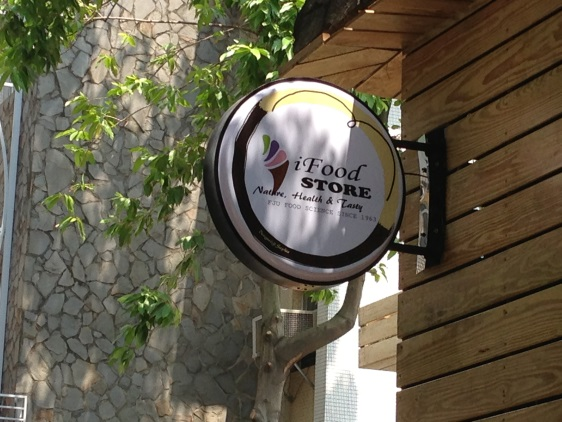 iFood
STORE
Nature, Health & Tasty
FJU FOOD SCIENCE SINCE 1963